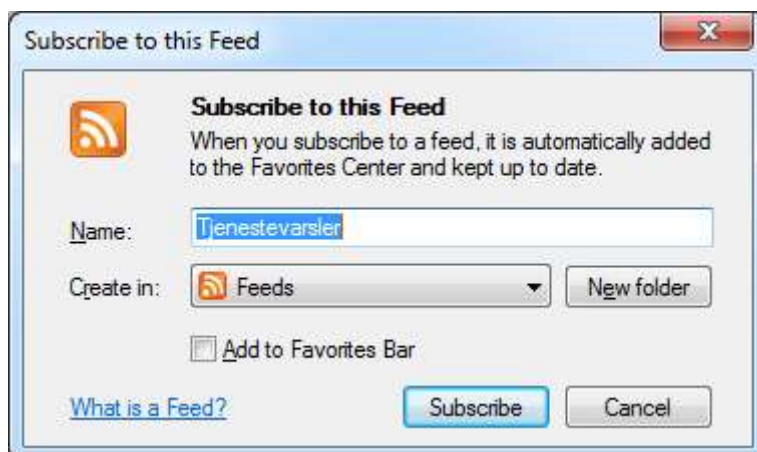 Subscribe to this Feed
Subscribe to this Feed
When you subscribe to a feed, it is automatically added
to the Favorites Center and kept up to date.
Name: Tjenestevarsler
Create in: Feeds New folder
Add to Favorites Bar
What is a Feed? Subscribe Cancel